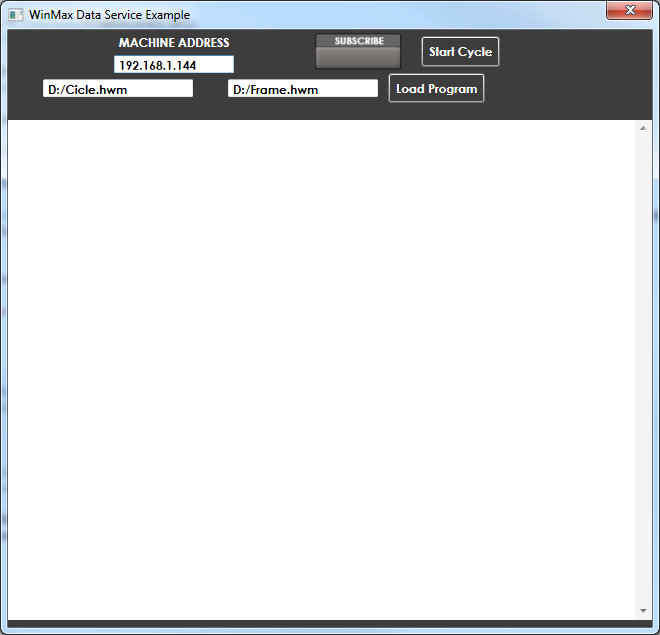 WinMax Data Service Example
MACHINE ADDRESS
SUBSCRIBE
Start Cycle
192.168.1.144
D:/Cicle.hwm
D:/Frame.hwm
Load Program